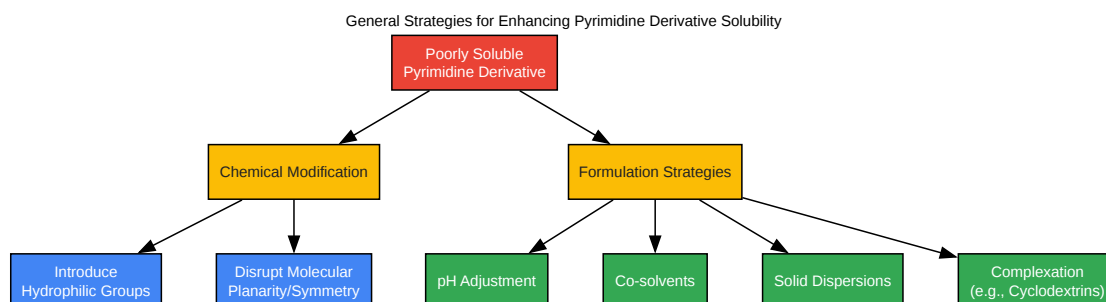 General Strategies for Enhancing Pyrimidine Derivative Solubility
Poorly Soluble
Pyrimidine Derivative
Chemical Modification
Formulation Strategies
Introduce
Hydrophilic Groups
Disrupt Molecular
Planarity/Symmetry
pH Adjustment
Co-solvents
Solid Dispersions
Complexation
(e.g., Cyclodextrins)